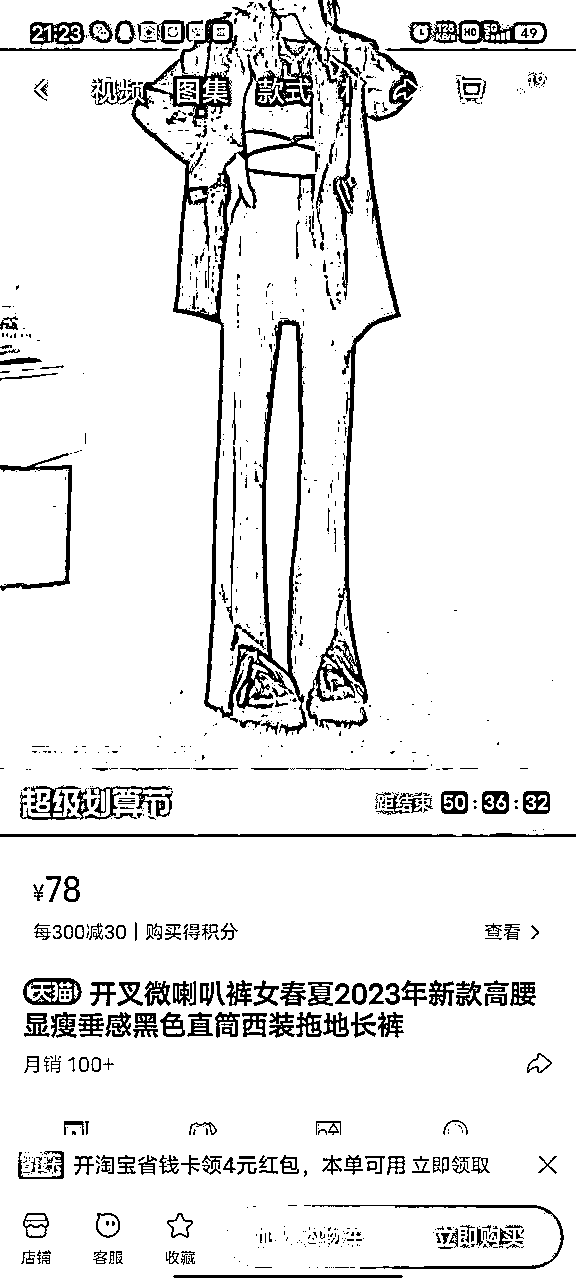 21:23
HD
49
视频 图集 款式
超级划算节
距结束 50:36:32
¥78
每300减30 | 购买得积分
查看
天猫 开叉微喇叭裤女春夏2023年新款高腰
显瘦垂感黑色直筒西装拖地长裤
月销 100+
开淘宝省钱卡领4元红包，本单可用 立即领取
店铺
客服
收藏
加入购物车
立即购买